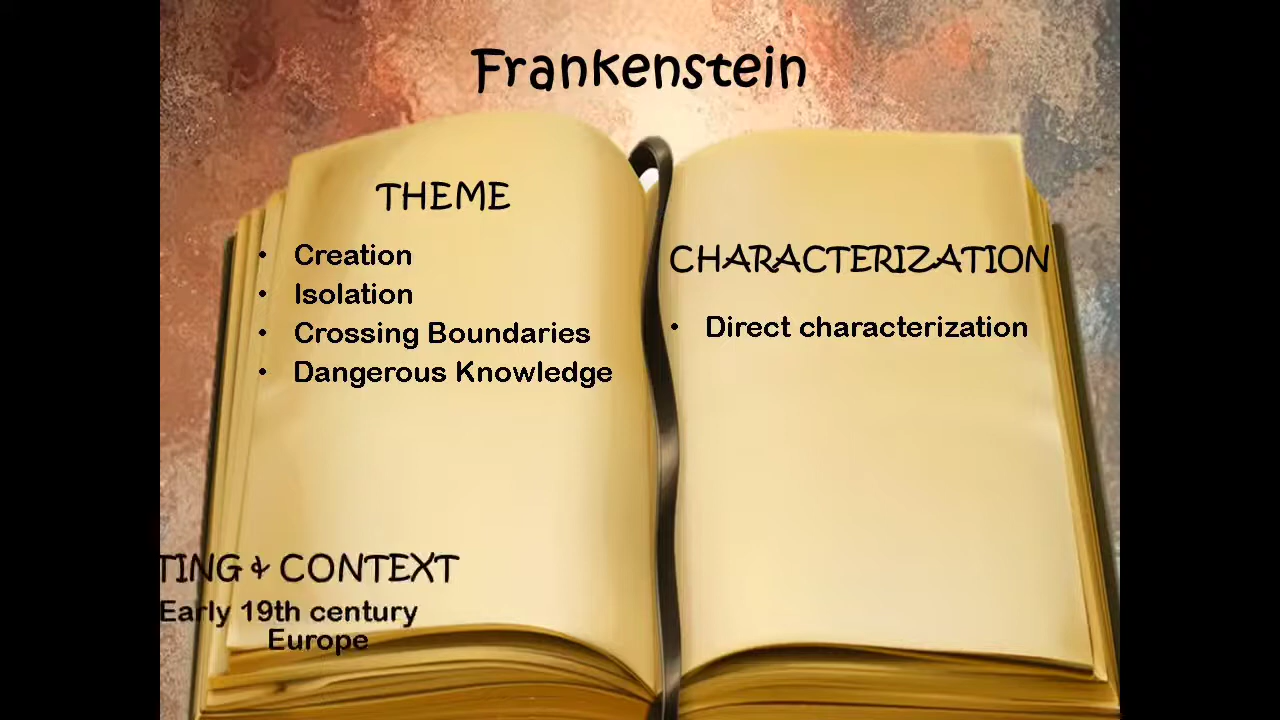 Frankenstein
THEME
• Creation
• Isolation
• Crossing Boundaries
• Dangerous Knowledge
CHARACTERIZATION
• Direct characterization
TING & CONTEXT
Early 19th century
Europe